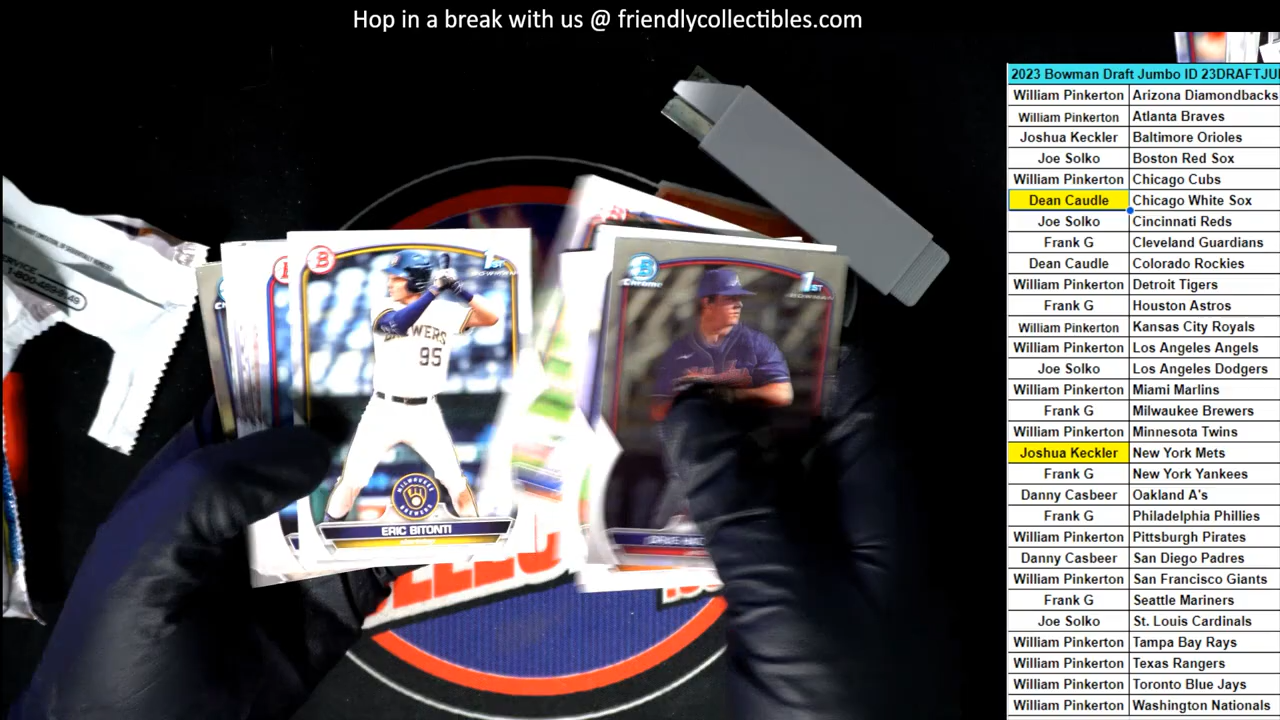 Hop in a break with us @ friendlycollectibles.com
2023 Bowman Draft Jumbo ID 23DRAFTJU
William Pinkerton Arizona Diamondbacks
William Pinkerton Atlanta Braves
Joshua Keckler Baltimore Orioles
Joe Solko Boston Red Sox
William Pinkerton Chicago Cubs
Dean Caudle Chicago White Sox
Joe Solko Cincinnati Reds
Frank G Cleveland Guardians
Dean Caudle Colorado Rockies
William Pinkerton Detroit Tigers
Frank G Houston Astros
William Pinkerton Kansas City Royals
William Pinkerton Los Angeles Angels
Joe Solko Los Angeles Dodgers
William Pinkerton Miami Marlins
Frank G Milwaukee Brewers
William Pinkerton Minnesota Twins
Joshua Keckler New York Mets
Frank G New York Yankees
Danny Casbeer Oakland A's
Frank G Philadelphia Phillies
William Pinkerton Pittsburgh Pirates
Danny Casbeer San Diego Padres
William Pinkerton San Francisco Giants
Frank G Seattle Mariners
Joe Solko St. Louis Cardinals
William Pinkerton Tampa Bay Rays
William Pinkerton Texas Rangers
William Pinkerton Toronto Blue Jays
William Pinkerton Washington Nationals
B
1ST
BOWMAN
BREWERS
95
MILWAUKEE
BREWERS
ERIC BITONTI
B
Chrome
1ST
BOWMAN